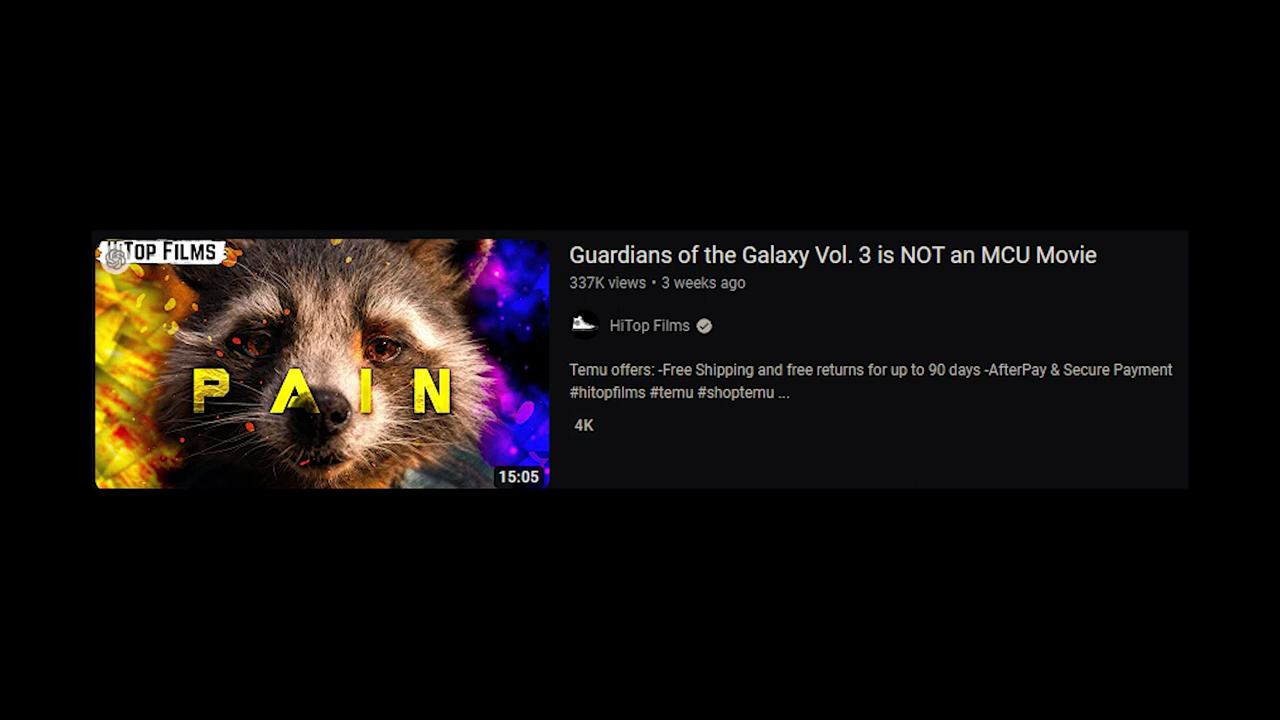 HiTop Films
PAIN
15:05
Guardians of the Galaxy Vol. 3 is NOT an MCU Movie
337K views • 3 weeks ago
HiTop Films
Temu offers: -Free Shipping and free returns for up to 90 days -AfterPay & Secure Payment
#hitopfilms #temu #shoptemu ...
4K